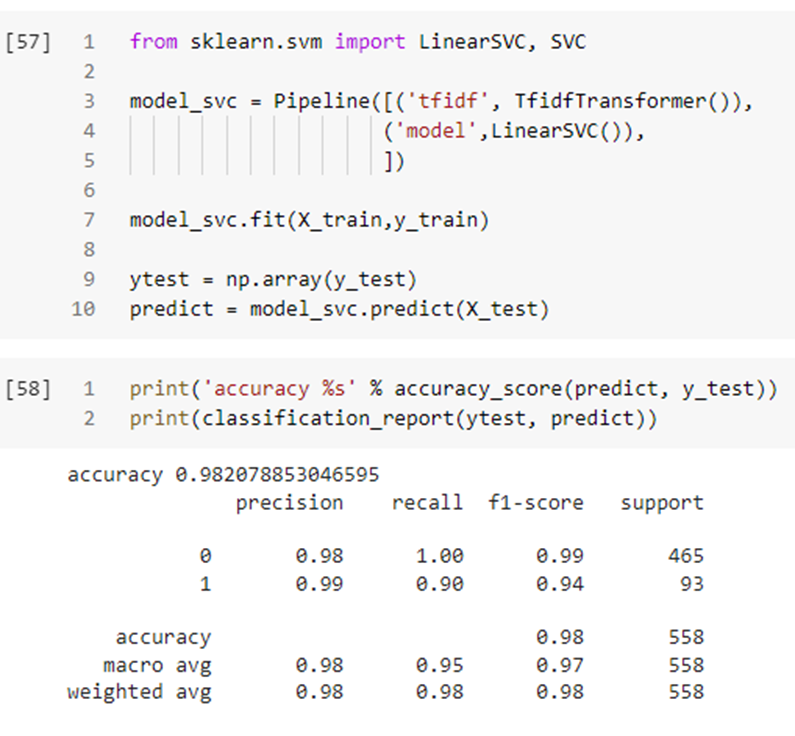 [57] 1 from sklearn.svm import LinearSVC, SVC
2
3 model_svc = Pipeline([('tfidf', TfidfTransformer()),
4 ('model',LinearSVC()),
5 ])
6
7 model_svc.fit(X_train,y_train)
8
9 ytest = np.array(y_test)
10 predict = model_svc.predict(X_test)
[58] 1 print('accuracy %s' % accuracy_score(predict, y_test))
2 print(classification_report(ytest, predict))
accuracy 0.982078853046595
precision recall f1-score support
0 0.98 1.00 0.99 465
1 0.99 0.90 0.94 93
accuracy 0.98 558
macro avg 0.98 0.95 0.97 558
weighted avg 0.98 0.98 0.98 558